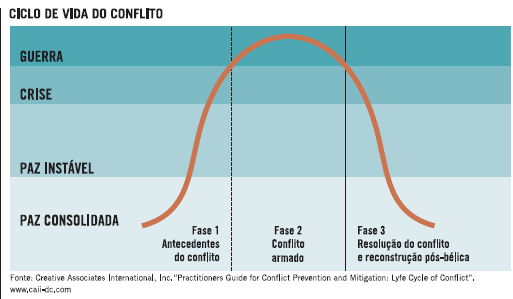 CICLO DE VIDA DO CONFLITO
GUERRA
CRISE
PAZ INSTÁVEL
PAZ CONSOLIDADA
Fase 1
Antecedentes
do conflito
Fase 2
Conflito
armado
Fase 3
Resolução do conflito
e reconstrução pós-bélica
Fonte: Creative Associates International, Inc. "Practitioners Guide for Conflict Prevention and Mitigation: Lyfe Cycle of Conflict".
www.caii-dc.com